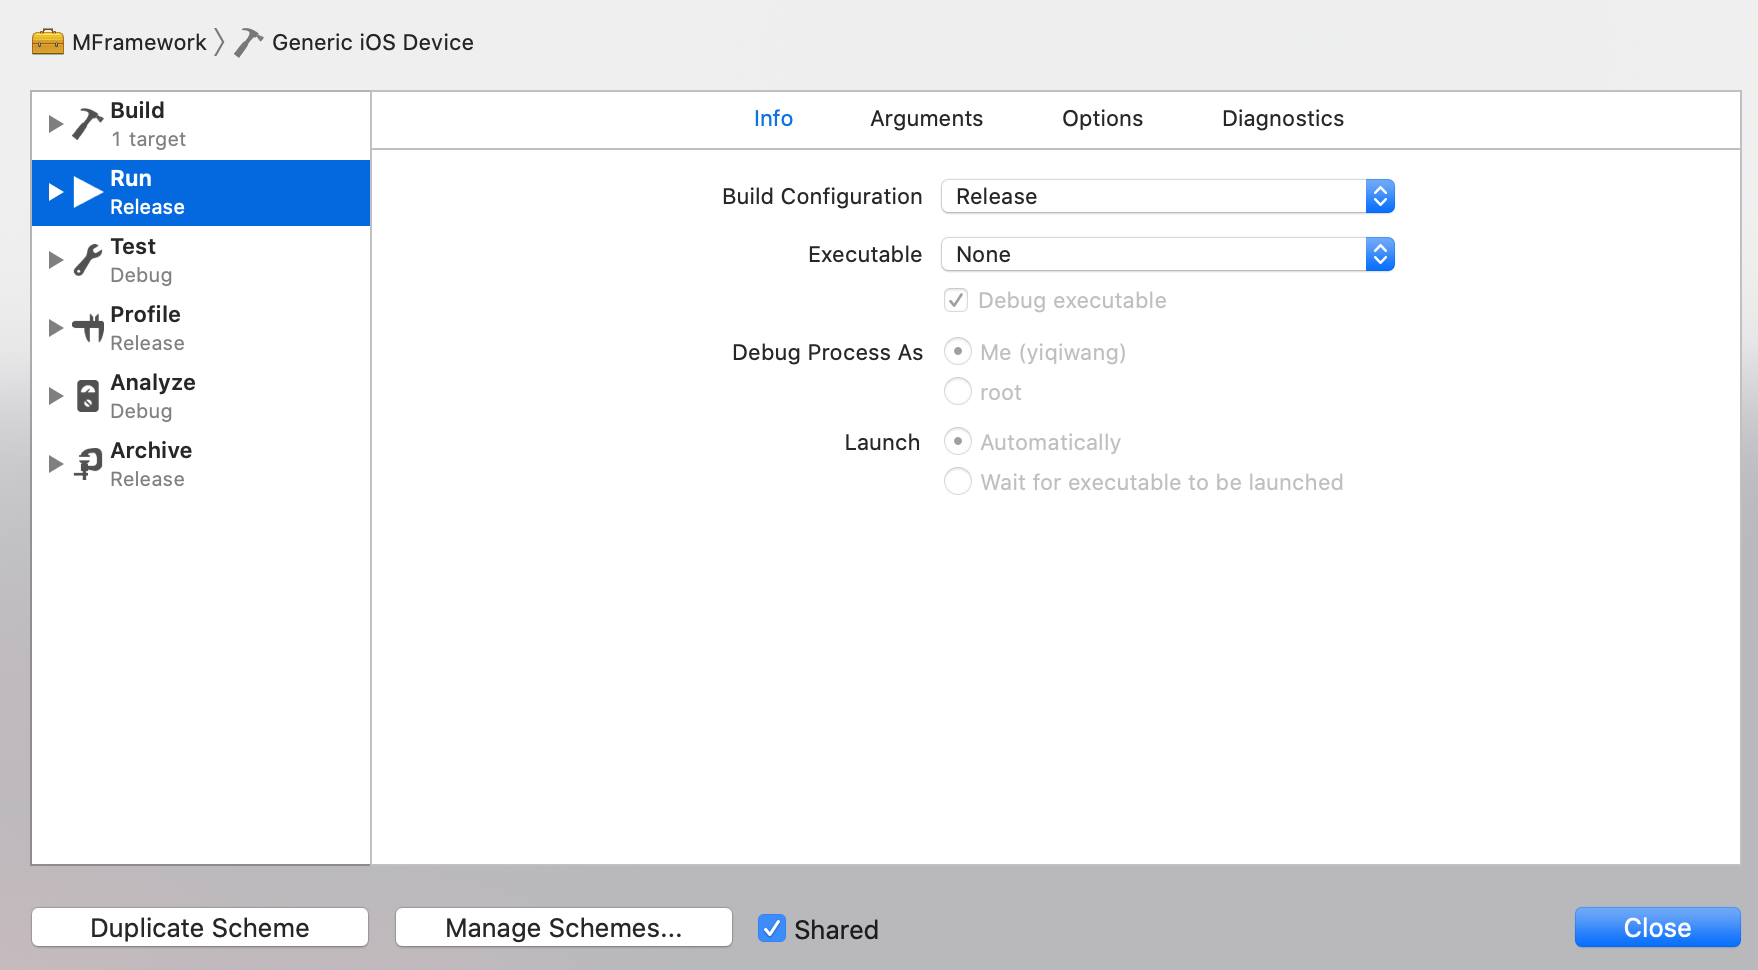 MFramework Generic iOS Device
Build
1 target
Run
Release
Test
Debug
Profile
Release
Analyze
Debug
Archive
Release
Info Arguments Options Diagnostics
Build Configuration Release
Executable None
Debug executable
Debug Process As Me (yiqiwang)
root
Launch Automatically
Wait for executable to be launched
Duplicate Scheme Manage Schemes... Shared Close